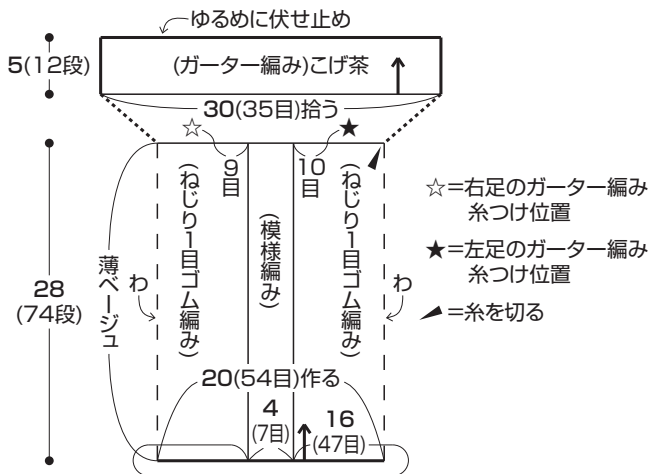 ゆるめに伏せ止め
5(12段)
(ガーター編み)こげ茶
30(35目)拾う
☆
★
9目
10目
(ねじり1目ゴム編み)
(模様編み)
(ねじり1目ゴム編み)
薄ベージュ
わ
わ
28
(74段)
20(54目)作る
4
(7目)
16
(47目)
☆=右足のガーター編み
糸つけ位置
★=左足のガーター編み
糸つけ位置
=糸を切る